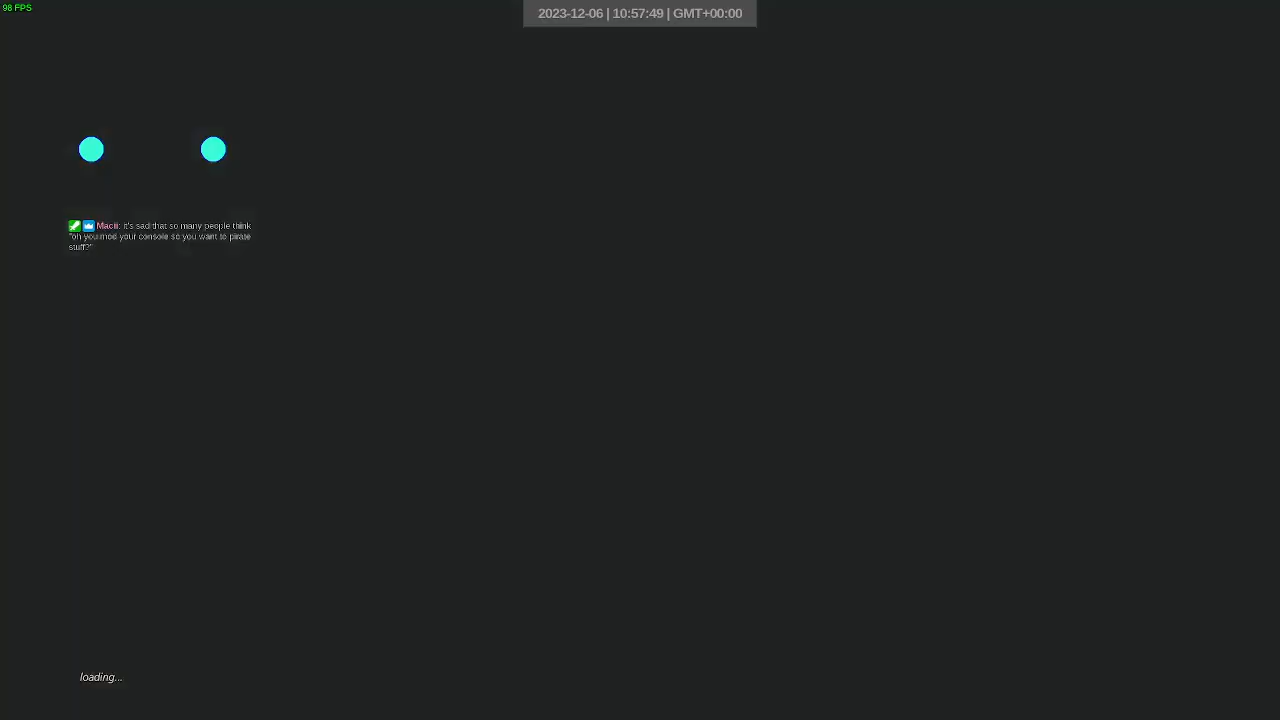 98 FPS
2023-12-06 | 10:57:49 | GMT+00:00
Macii: it's sad that so many people think
"oh you mod your console so you want to pirate
stuff?"
loading...